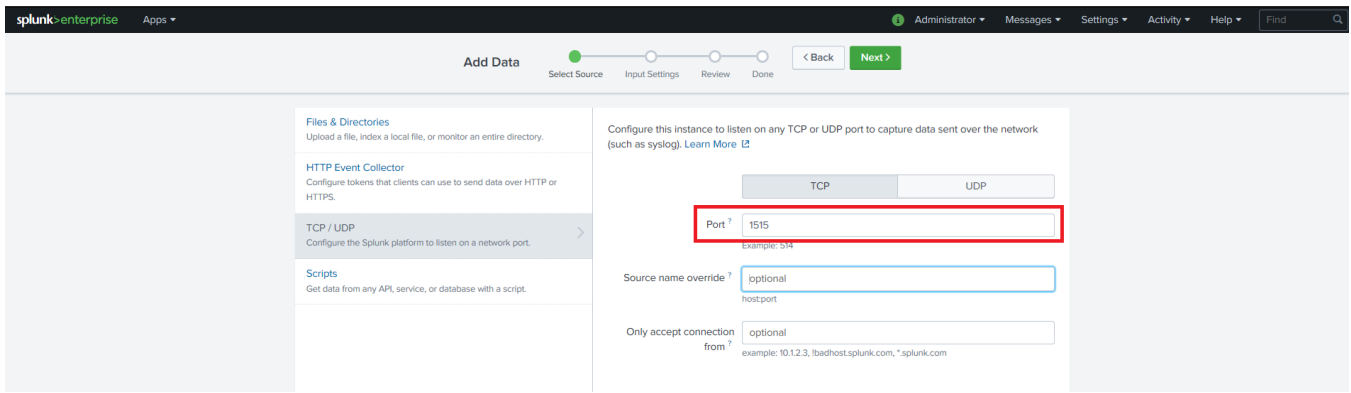 splunk>enterprise Apps ▾ i Administrator ▾ Messages ▾ Settings ▾ Activity ▾ Help ▾ Find
Add Data
Select Source Input Settings Review Done
< Back Next >
Files & Directories
Upload a file, index a local file, or monitor an entire directory.
HTTP Event Collector
Configure tokens that clients can use to send data over HTTP or
HTTPS.
TCP / UDP
Configure the Splunk platform to listen on a network port.
Scripts
Get data from any API, service, or database with a script.
Configure this instance to listen on any TCP or UDP port to capture data sent over the network
(such as syslog). Learn More
TCP UDP
Port ? 1515
Example: 514
Source name override ? optional
host:port
Only accept connection
from ? optional
example: 10.1.2.3, !badhost.splunk.com, *.splunk.com